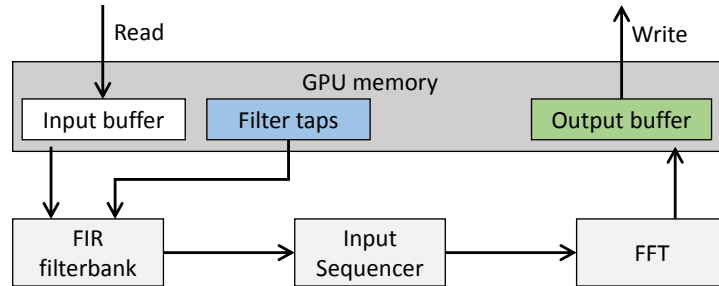 Read
Write
GPU memory
Input buffer
Filter taps
Output buffer
FIR
filterbank
Input
Sequencer
FFT